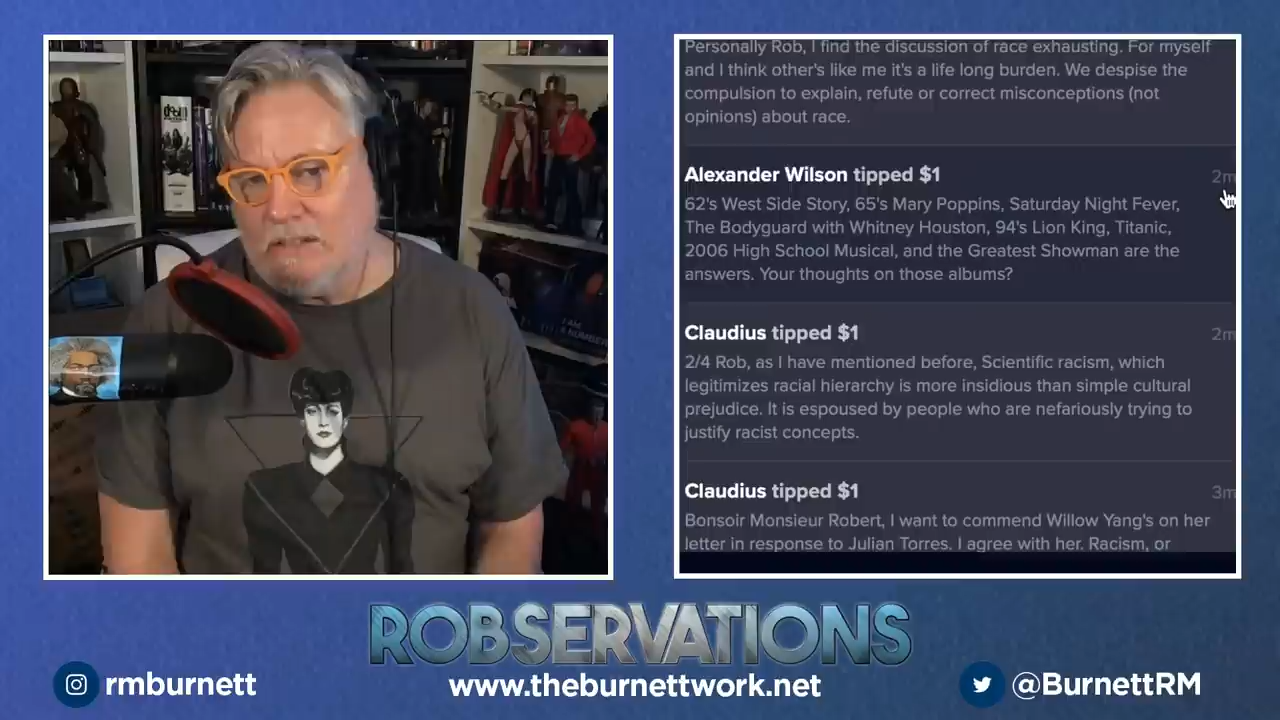 Personally Rob, I find the discussion of race exhausting. For myself
and I think other's like me it's a life long burden. We despise the
compulsion to explain, refute or correct misconceptions (not
opinions) about race.
Alexander Wilson tipped $1
2m
62's West Side Story, 65's Mary Poppins, Saturday Night Fever,
The Bodyguard with Whitney Houston, 94's Lion King, Titanic,
2006 High School Musical, and the Greatest Showman are the
answers. Your thoughts on those albums?
Claudius tipped $1
2m
2/4 Rob, as I have mentioned before, Scientific racism, which
legitimizes racial hierarchy is more insidious than simple cultural
prejudice. It is espoused by people who are nefariously trying to
justify racist concepts.
Claudius tipped $1
3m
Bonsoir Monsieur Robert, I want to commend Willow Yang's on her
letter in response to Julian Torres. I agree with her. Racism, or
I AM
A NUMBER
ROBSERVATIONS
rmburnett
www.theburnettwork.net
@BurnettRM